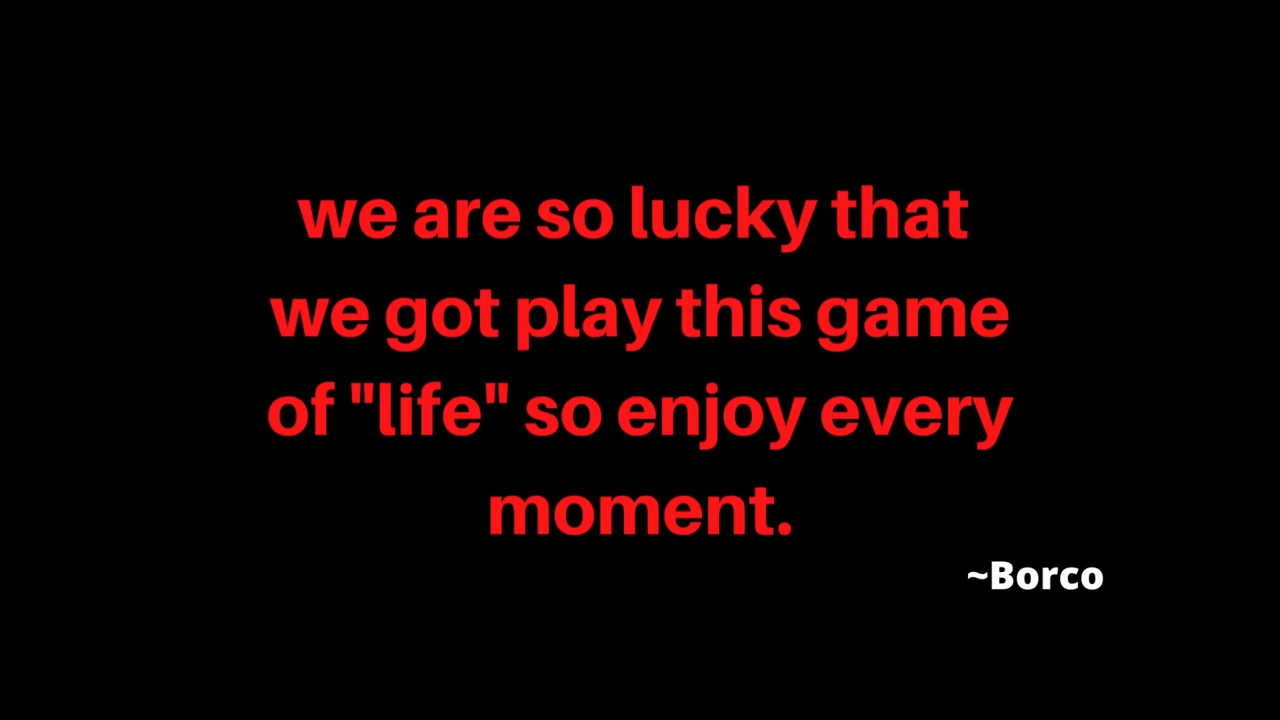 we are so lucky that
we got play this game
of "life" so enjoy every
moment.
~Borco